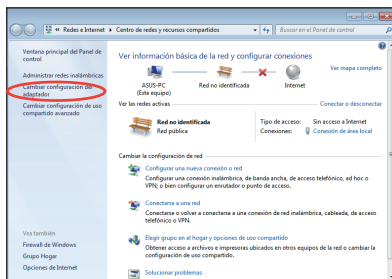 « Redes e Internet ▸ Centro de redes y recursos compartidos
Buscar en el Panel de control
Ventana principal del Panel de
control
Administrar redes inalámbricas
Cambiar configuración de
adaptador
Cambiar configuración de uso
compartido avanzado
Vea también
Firewall de Windows
Grupo Hogar
Opciones de Internet
Ver información básica de la red y configurar conexiones
Ver mapa completo
ASUS-PC
(Este equipo)
Red no identificada
Internet
Ver las redes activas
Conectar o desconectar
Red no identificada
Red pública
Tipo de acceso: Sin acceso a Internet
Conexiones: Conexión de área local
Cambiar la configuración de red
Configurar una nueva conexión o red
Configurar una conexión inalámbrica, de banda ancha, de acceso telefónico, ad hoc o
VPN; o bien configurar un enrutador o punto de acceso.
Conectarse a una red
Conectarse o volver a conectarse a una conexión de red inalámbrica, cableada, de acceso
telefónico o VPN.
Elegir grupo en el hogar y opciones de uso compartido
Obtener acceso a archivos e impresoras ubicados en otros equipos de la red o cambiar la
configuración de uso compartido.
Solucionar problemas